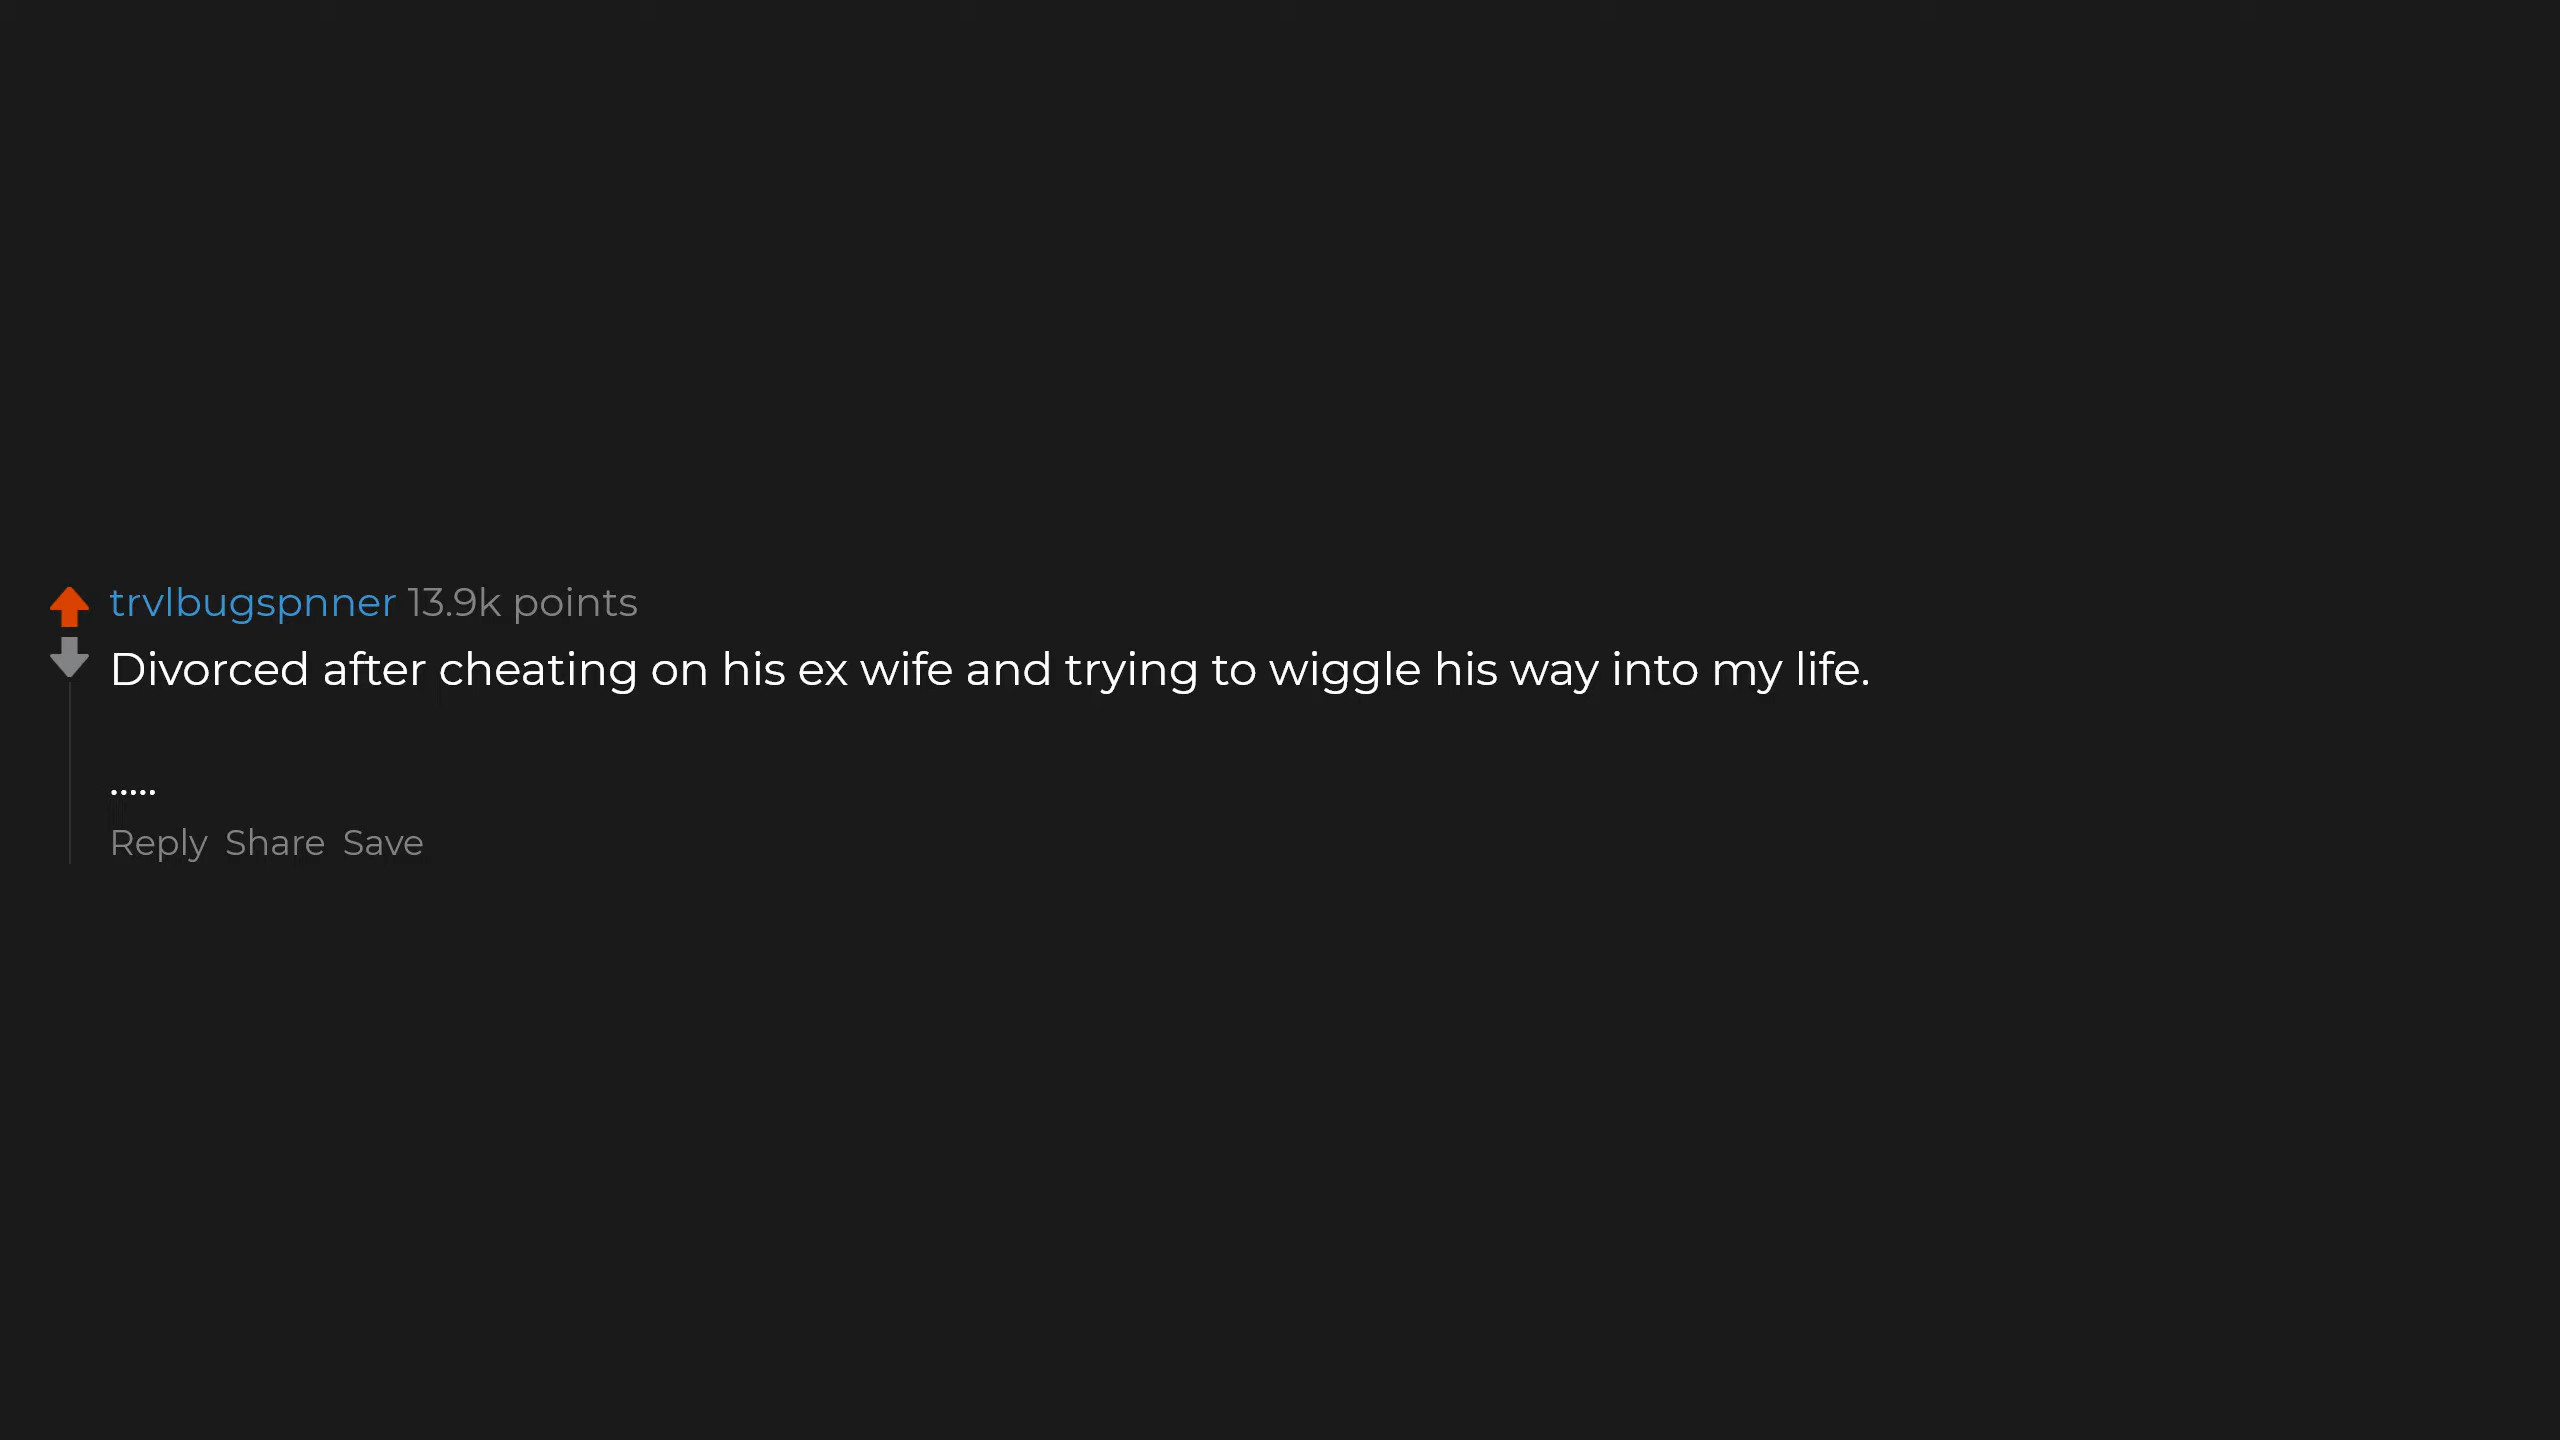 trvlbugspnner 13.9k points
Divorced after cheating on his ex wife and trying to wiggle his way into my life.
.....
Reply Share Save